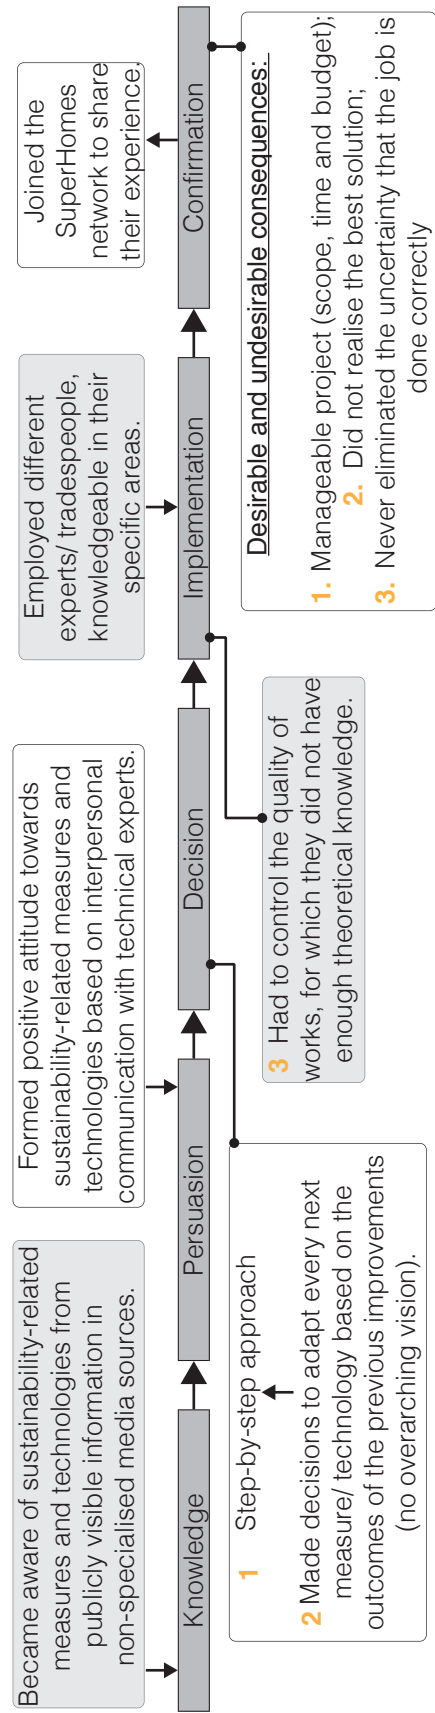 Became aware of sustainability-related
measures and technologies from
publicly visible information in
non-specialised media sources.
Formed positive attitude towards
sustainability-related measures and
technologies based on interpersonal
communication with technical experts.
Employed different
experts/ tradespeople,
knowledgeable in their
specific areas.
Joined the
SuperHomes
network to share
their experience.
Knowledge
Persuasion
Decision
Implementation
Confirmation
1 Step-by-step approach
2 Made decisions to adapt every next
measure/ technology based on the
outcomes of the previous improvements
(no overarching vision).
3 Had to control the quality of
works, for which they did not have
enough theoretical knowledge.
Desirable and undesirable consequences:
1. Manageable project (scope, time and budget);
2. Did not realise the best solution;
3. Never eliminated the uncertainty that the job is
done correctly